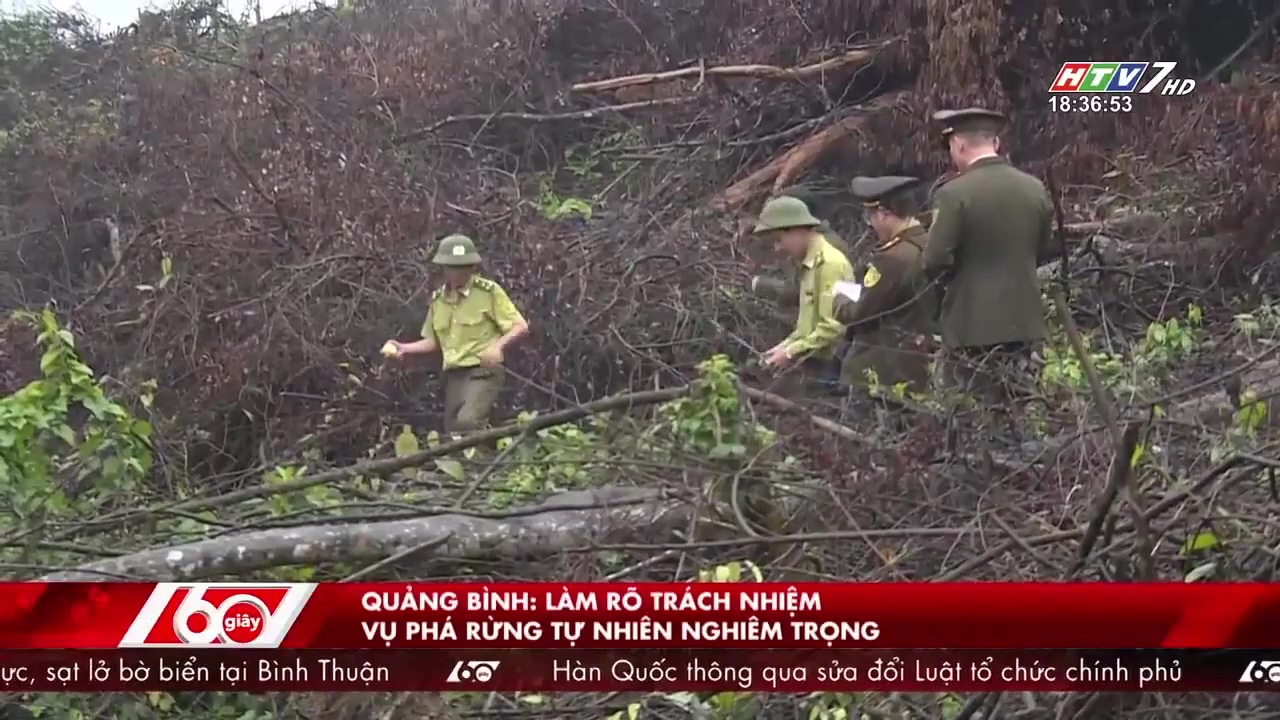 HTV7 HD
18:36:53
60 giây
QUẢNG BÌNH: LÀM RÕ TRÁCH NHIỆM
VỤ PHÁ RỪNG TỰ NHIÊN NGHIÊM TRỌNG
sạt lở bờ biển tại Bình Thuận 60 giây Hàn Quốc thông qua sửa đổi Luật tổ chức chính phủ